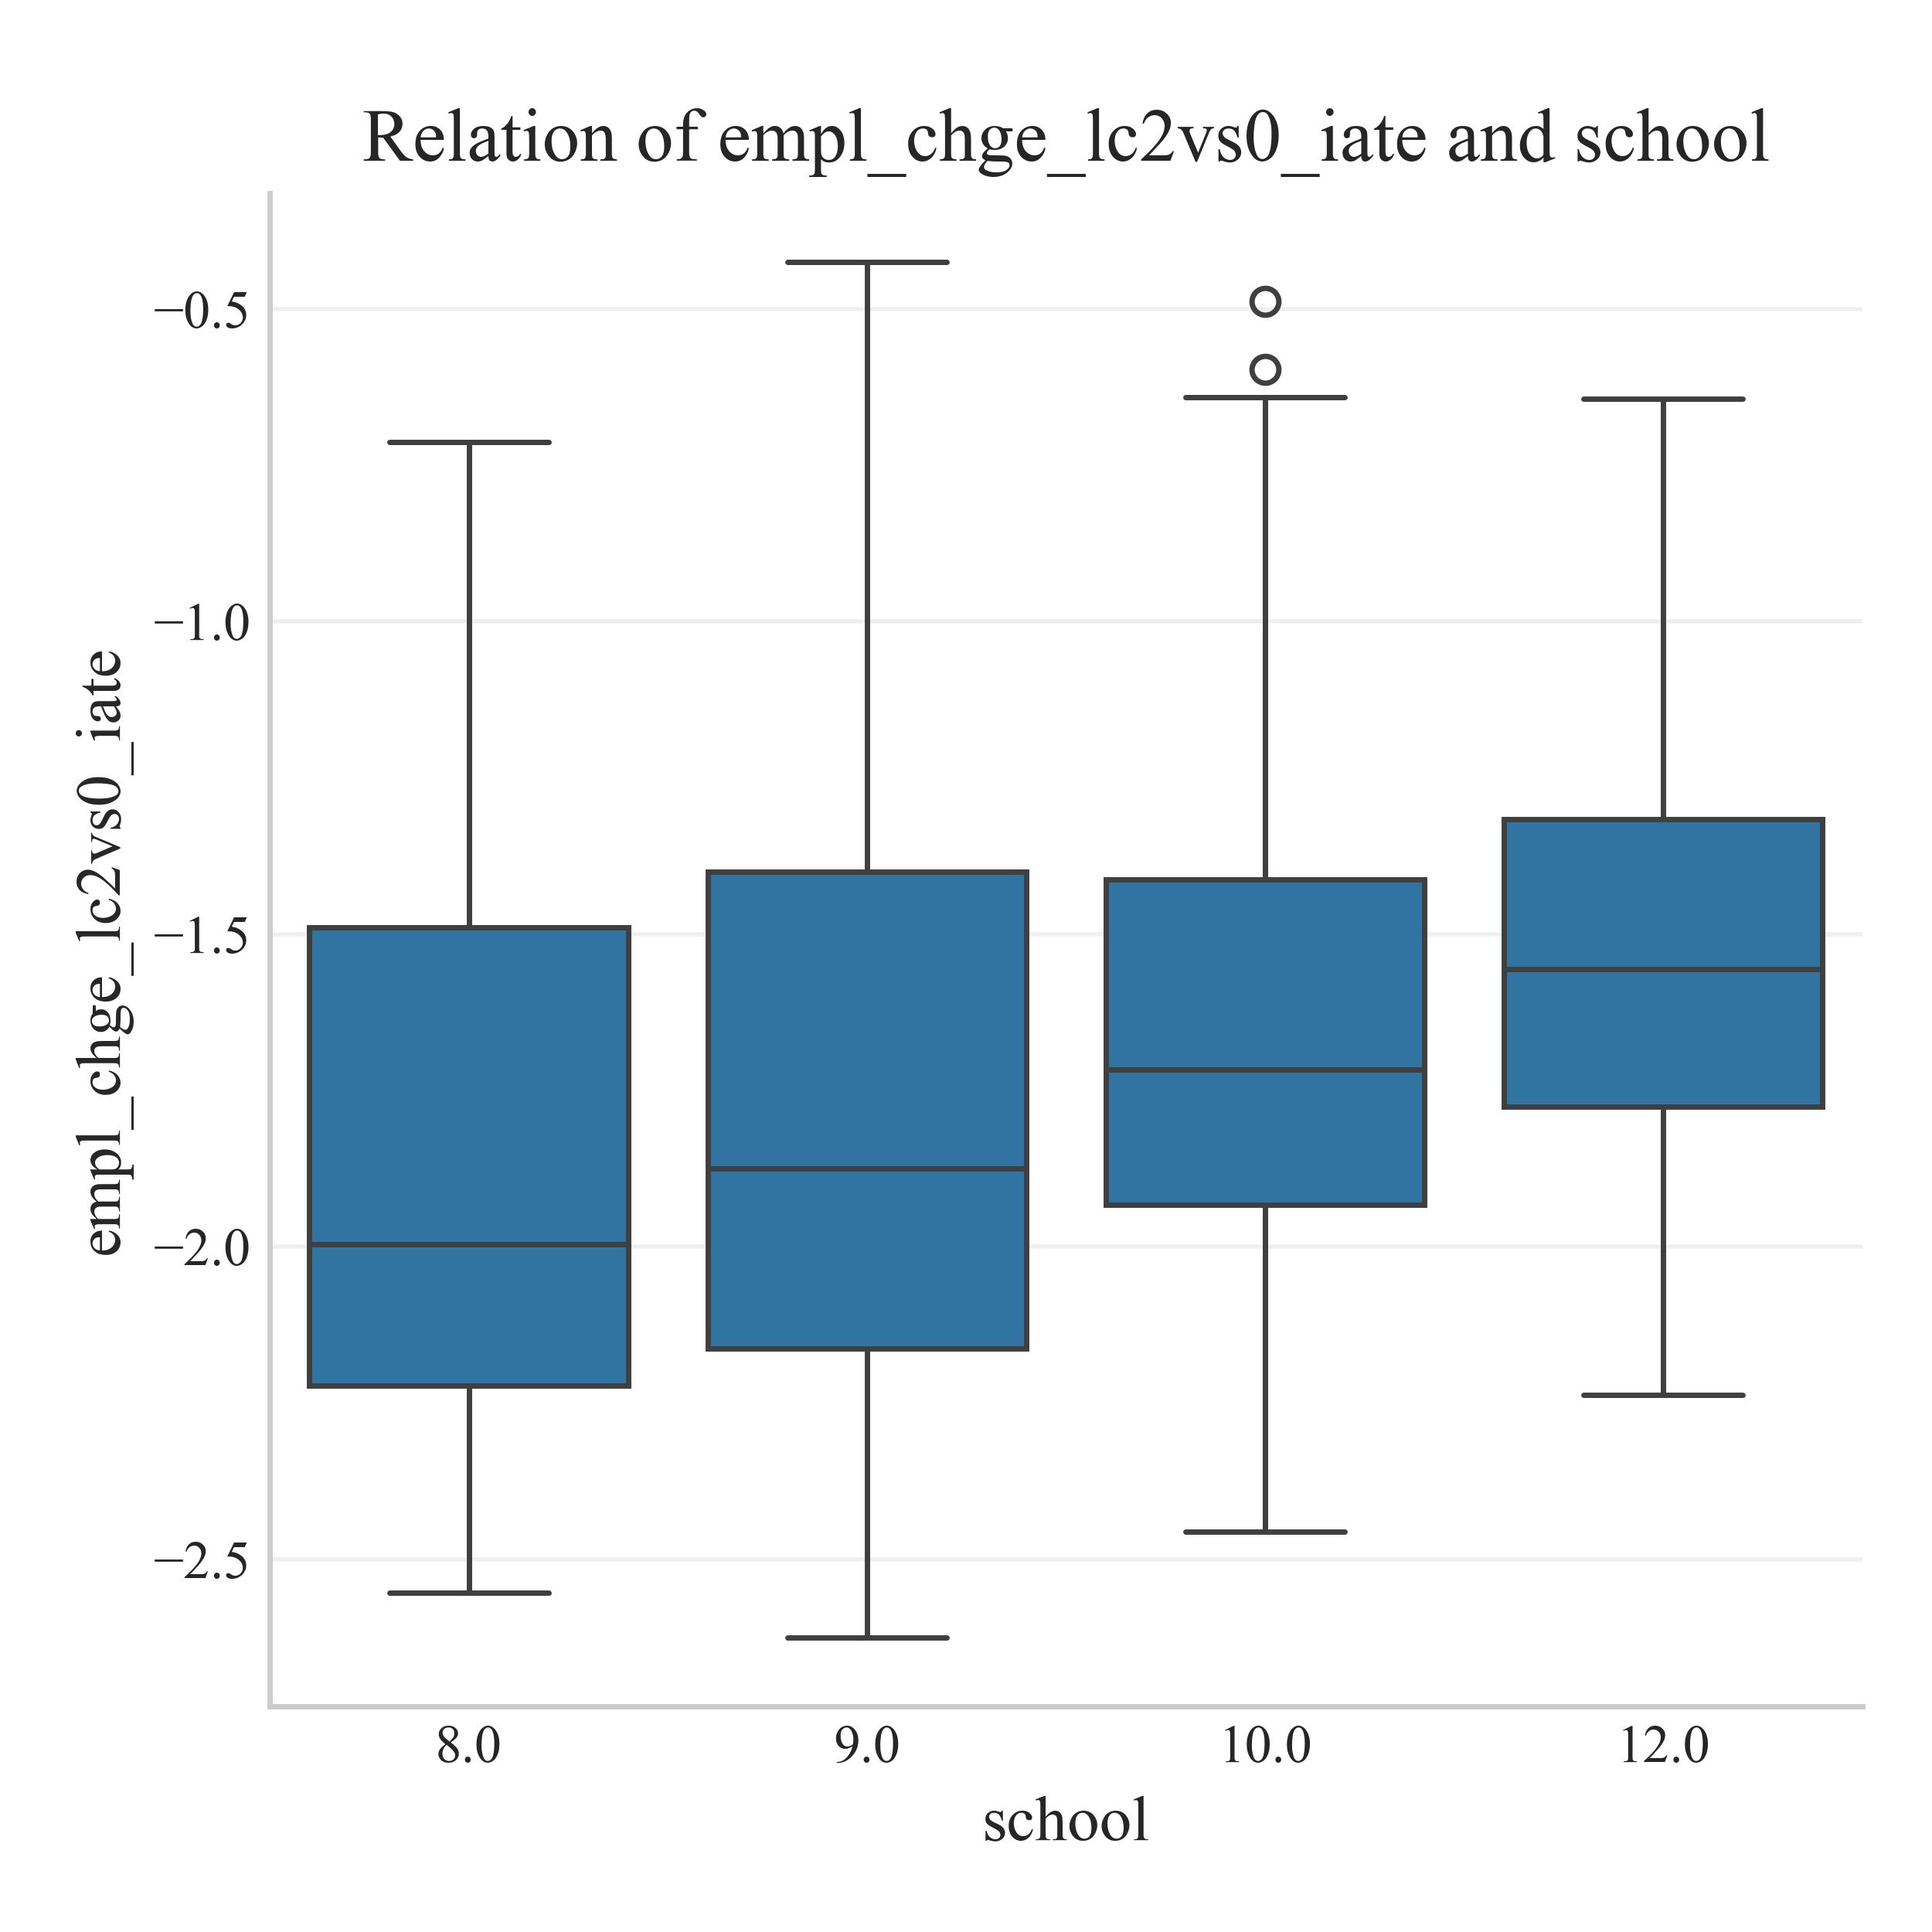 Relation of empl_chge_lc2vs0_iate and school
empl_chge_lc2vs0_iate
−0.5
−1.0
−1.5
−2.0
−2.5
8.0 9.0 10.0 12.0
school